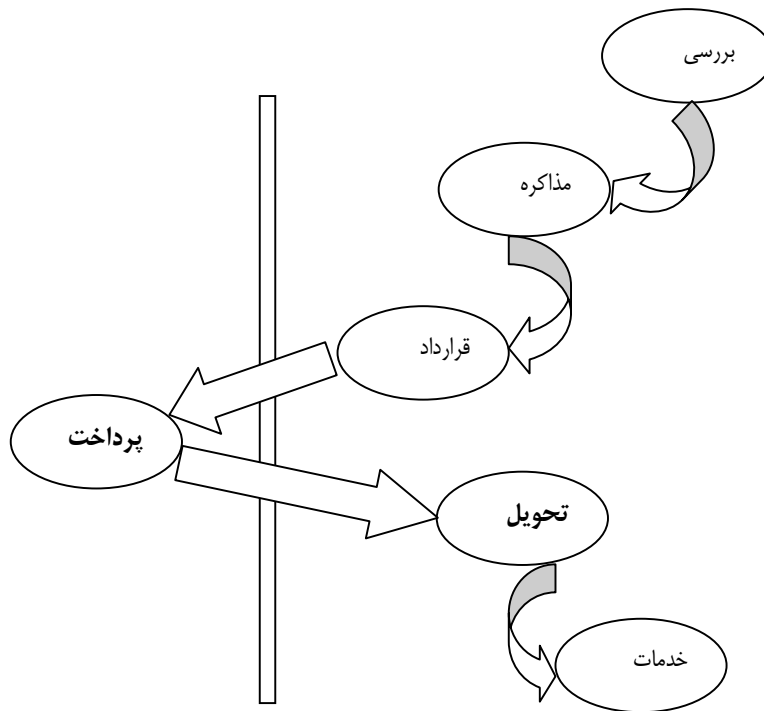 بررسی
مذاکره
قرارداد
پرداخت
تحویل
خدمات